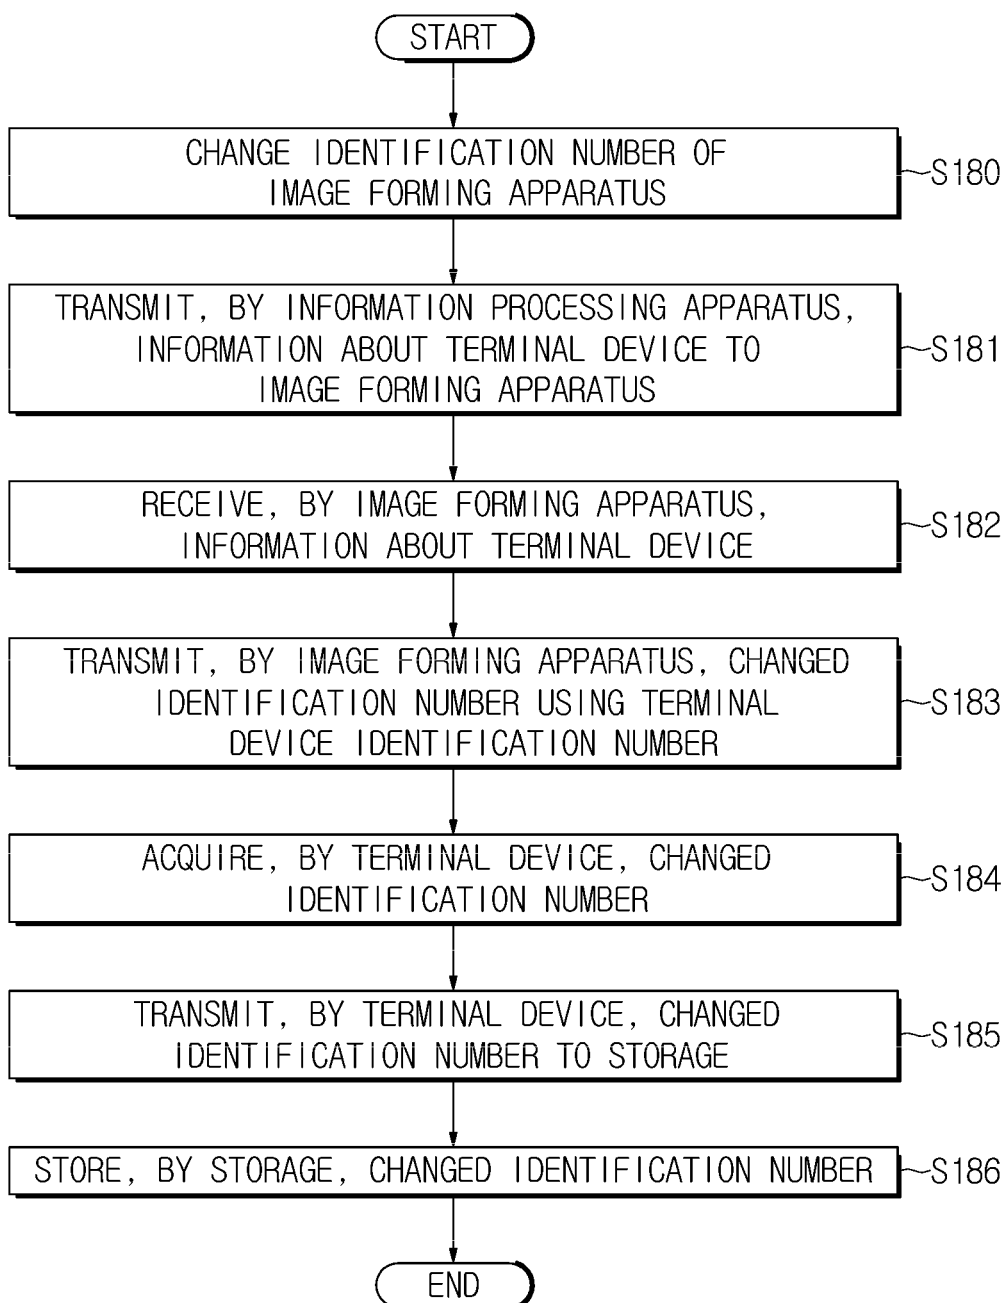 START
CHANGE IDENTIFICATION NUMBER OF
IMAGE FORMING APPARATUS
S180
TRANSMIT, BY INFORMATION PROCESSING APPARATUS,
INFORMATION ABOUT TERMINAL DEVICE TO
IMAGE FORMING APPARATUS
S181
RECEIVE, BY IMAGE FORMING APPARATUS,
INFORMATION ABOUT TERMINAL DEVICE
S182
TRANSMIT, BY IMAGE FORMING APPARATUS, CHANGED
IDENTIFICATION NUMBER USING TERMINAL
DEVICE IDENTIFICATION NUMBER
S183
ACQUIRE, BY TERMINAL DEVICE, CHANGED
IDENTIFICATION NUMBER
S184
TRANSMIT, BY TERMINAL DEVICE, CHANGED
IDENTIFICATION NUMBER TO STORAGE
S185
STORE, BY STORAGE, CHANGED IDENTIFICATION NUMBER
S186
END